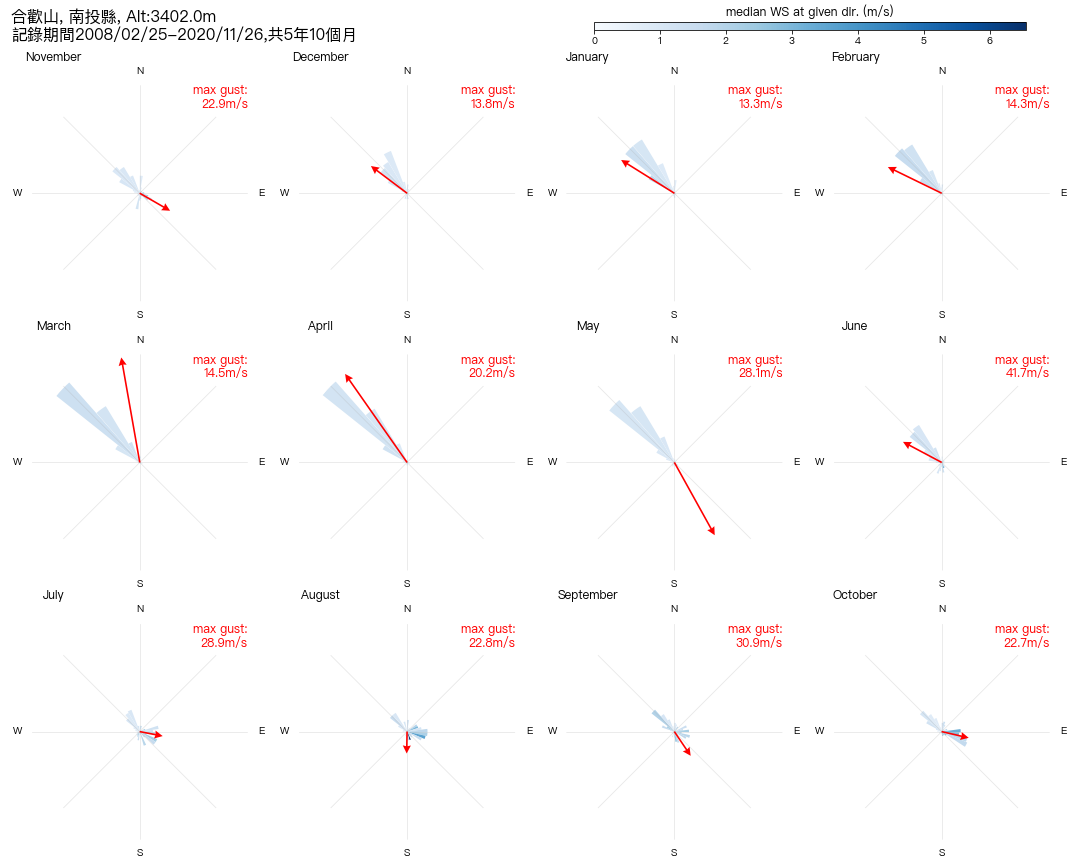 合歡山, 南投縣, Alt:3402.0m
記錄期間2008/02/25–2020/11/26,共5年10個月
median WS at given dir. (m/s)
0 1 2 3 4 5 6
November
N
max gust:
22.9m/s
W E
S
December
N
max gust:
13.8m/s
W E
S
January
N
max gust:
13.3m/s
W E
S
February
N
max gust:
14.3m/s
W E
S
March
N
max gust:
14.5m/s
W E
S
April
N
max gust:
20.2m/s
W E
S
May
N
max gust:
28.1m/s
W E
S
June
N
max gust:
41.7m/s
W E
S
July
N
max gust:
28.9m/s
W E
S
August
N
max gust:
22.8m/s
W E
S
September
N
max gust:
30.9m/s
W E
S
October
N
max gust:
22.7m/s
W E
S